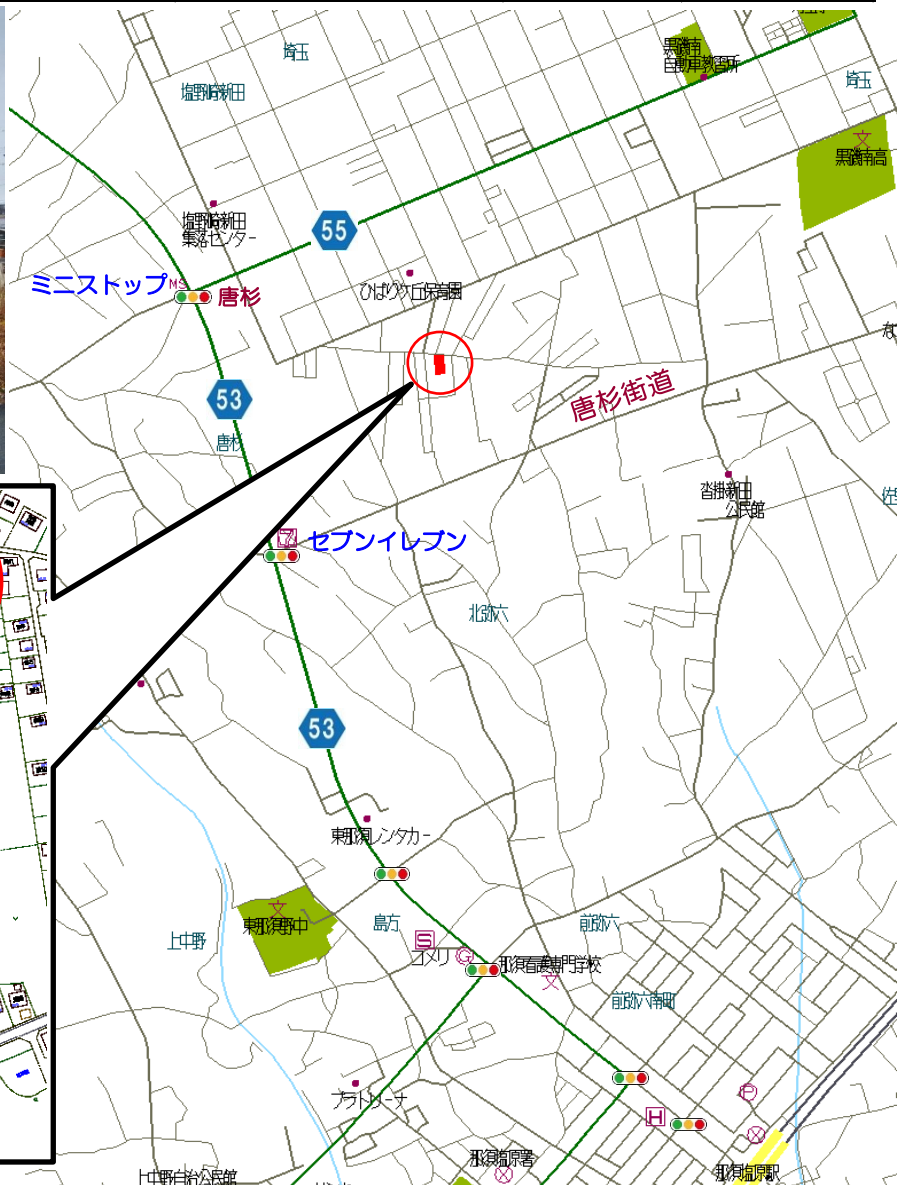 埼玉
黒磯南
自動車教習所
埼玉
塩野崎新田
黒磯南高
塩野崎新田
集落センター
55
ミニストップ
MS
唐杉
ひばりケ丘保育園
唐杉街道
53
唐杉
沓掛新田
公民館
7
セブンイレブン
北弥六
53
東那須レンタカー
東那須野中
文
島方
前弥六
上中野
S
コメリ
G
那須看護専門学校
文
前弥六南町
プラトリーナ
H
P
那須塩原署
那須塩原駅
上中野自治公民館